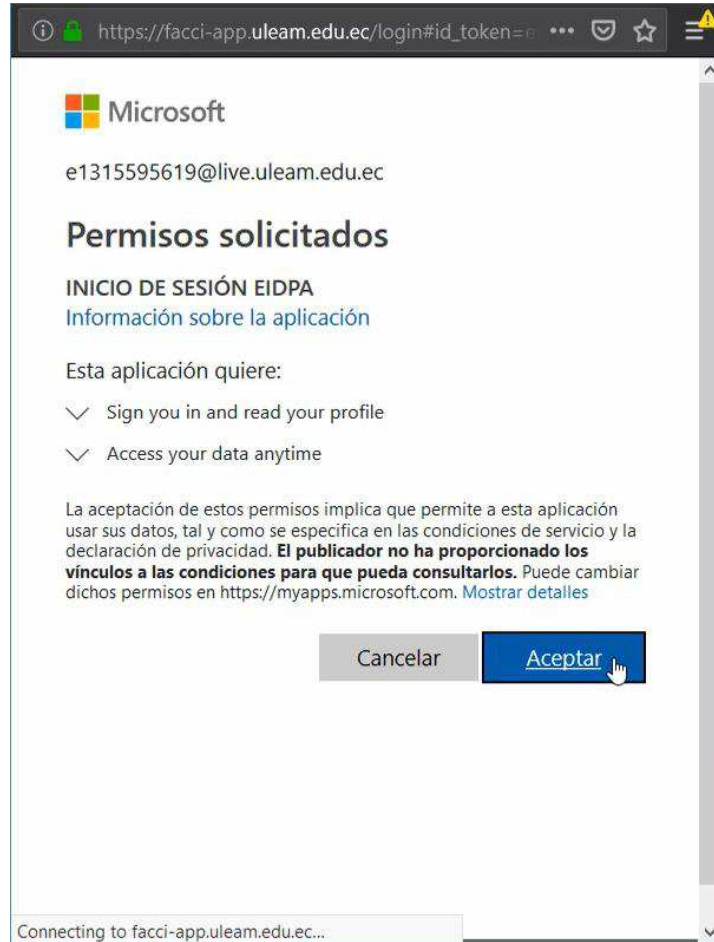 https://facci-app.uleam.edu.ec/login#id_token=e
Microsoft
e1315595619@live.uleam.edu.ec
Permisos solicitados
INICIO DE SESIÓN EIDPA
Información sobre la aplicación
Esta aplicación quiere:
Sign you in and read your profile
Access your data anytime
La aceptación de estos permisos implica que permite a esta aplicación
usar sus datos, tal y como se especifica en las condiciones de servicio y la
declaración de privacidad. El publicador no ha proporcionado los
vínculos a las condiciones para que pueda consultarlos. Puede cambiar
dichos permisos en https://myapps.microsoft.com. Mostrar detalles
Cancelar Aceptar
Connecting to facci-app.uleam.edu.ec...